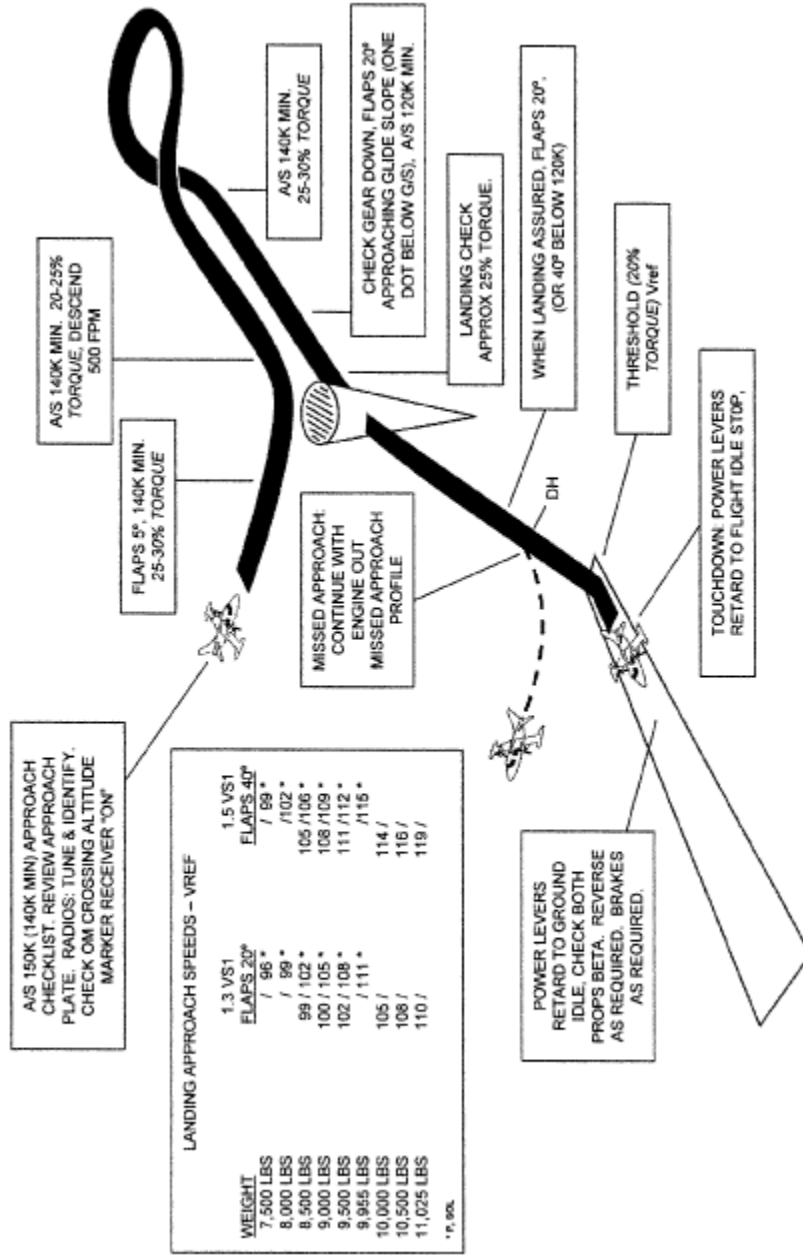 A/S 150K (140K MIN) APPROACH
CHECKLIST. REVIEW APPROACH
PLATE. RADIOS: TUNE & IDENTIFY.
CHECK OM CROSSING ALTITUDE
MARKER RECEIVER "ON"
FLAPS 5º, 140K MIN.
25-30% TORQUE
A/S 140K MIN. 20-25%
TORQUE, DESCEND
500 FPM
A/S 140K MIN.
25-30% TORQUE
CHECK GEAR DOWN, FLAPS 20º
APPROACHING GLIDE SLOPE (ONE
DOT BELOW G/S), A/S 120K MIN.
LANDING CHECK
APPROX 25% TORQUE.
WHEN LANDING ASSURED, FLAPS 20º.
(OR 40º BELOW 120K)
MISSED APPROACH:
CONTINUE WITH
ENGINE OUT
MISSED APPROACH
PROFILE
DH
THRESHOLD (20%
TORQUE) Vref
TOUCHDOWN: POWER LEVERS
RETARD TO FLIGHT IDLE STOP,
POWER LEVERS
RETARD TO GROUND
IDLE, CHECK BOTH
PROPS BETA. REVERSE
AS REQUIRED. BRAKES
AS REQUIRED.
LANDING APPROACH SPEEDS – VREF
1.3 VS1 1.5 VS1
WEIGHT FLAPS 20º FLAPS 40º
7,500 LBS / 96 * / 99 *
8,000 LBS / 99 * /102 *
8,500 LBS 99 / 102 * 105 /106 *
9,000 LBS 100 / 105 * 108 /109 *
9,500 LBS 102 / 108 * 111 /112 *
9,955 LBS / 111 * /115 *
10,000 LBS 105 / 114 /
10,500 LBS 108 / 116 /
11,025 LBS 110 / 119 /